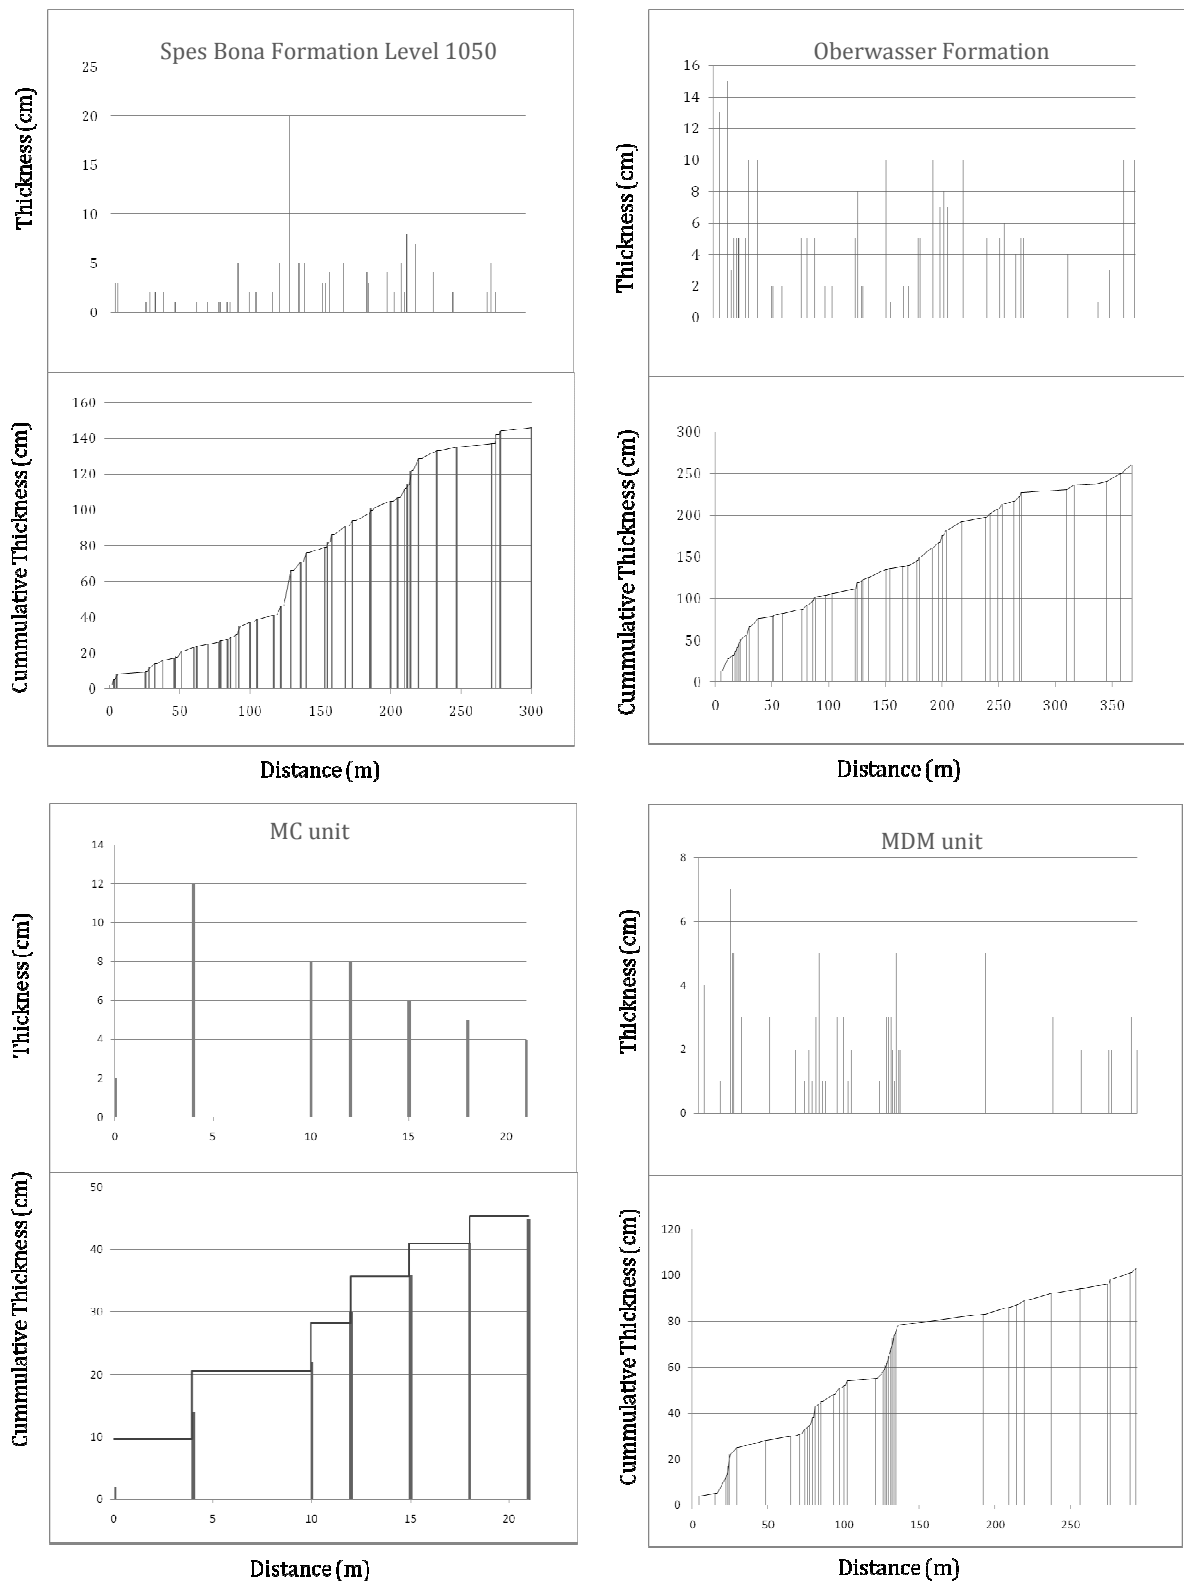 Spes Bona Formation Level 1050
Thickness (cm)
25
20
15
10
5
0
Cummulative Thickness (cm)
160
140
120
100
80
60
40
20
0
0 50 100 150 200 250 300
Distance (m)
Oberwasser Formation
Thickness (cm)
16
14
12
10
8
6
4
2
0
Cummulative Thickness (cm)
300
250
200
150
100
50
0
0 50 100 150 200 250 300 350
Distance (m)
MC unit
Thickness (cm)
14
12
10
8
6
4
2
0
0 5 10 15 20
Cummulative Thickness (cm)
50
40
30
20
10
0
0 5 10 15 20
Distance (m)
MDM unit
Thickness (cm)
8
6
4
2
0
Cummulative Thickness (cm)
120
100
80
60
40
20
0
0 50 100 150 200 250
Distance (m)